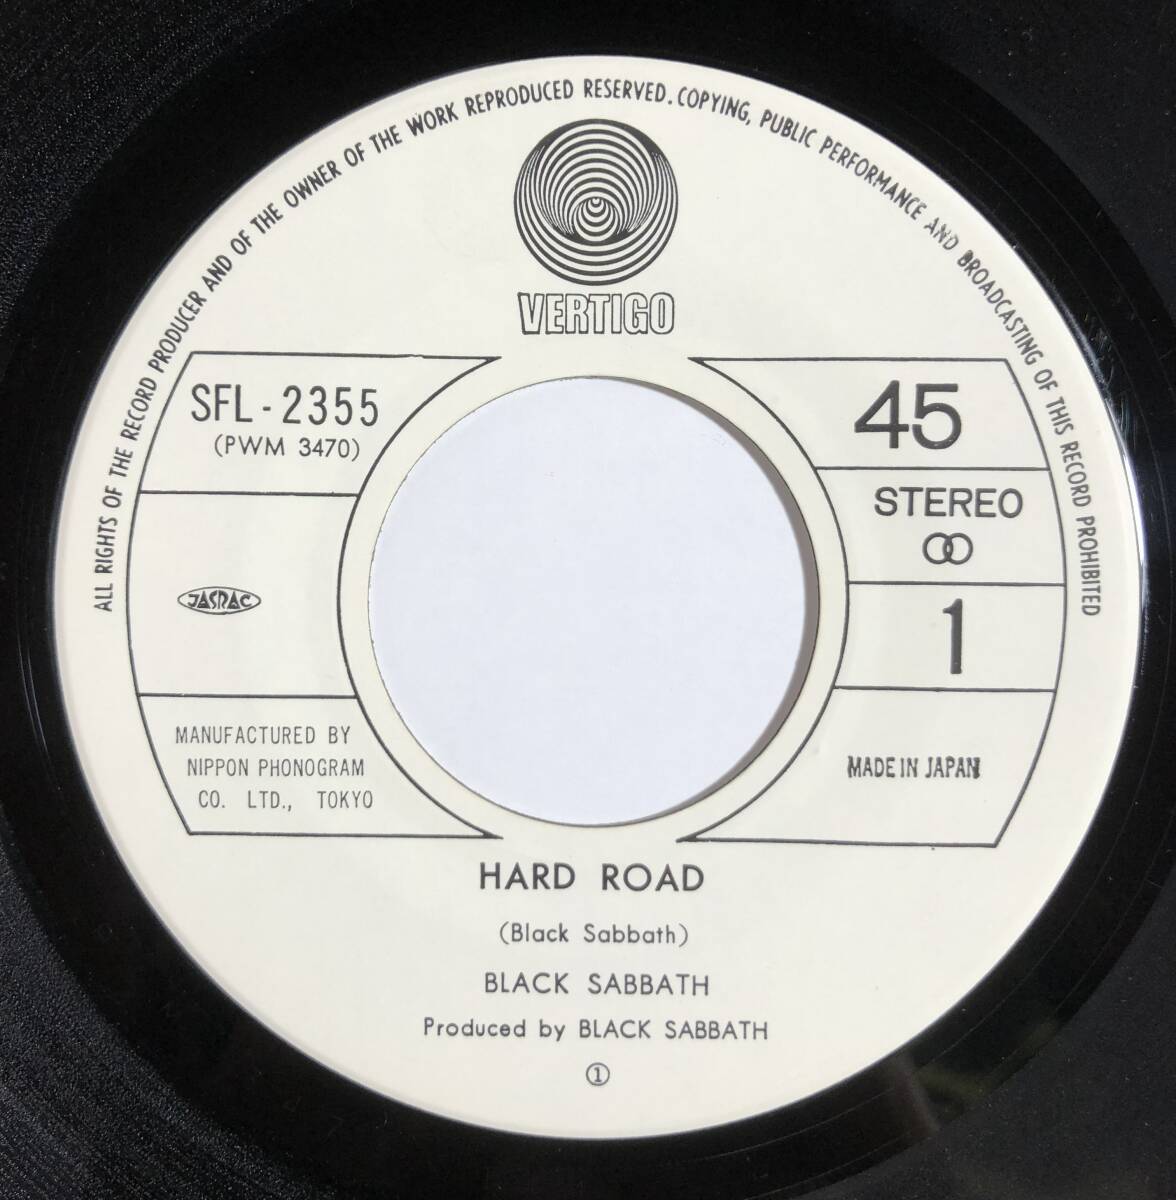 ALL RIGHTS OF THE RECORD PRODUCER AND OF THE OWNER OF THE WORK REPRODUCED RESERVED. COPYING, PUBLIC PERFORMANCE AND BROADCASTING OF THIS RECORD PROHIBITED
VERTIGO
SFL-2355
(PWM 3470)
45
STEREO
1
JASRAC
MANUFACTURED BY
NIPPON PHONOGRAM
CO. LTD., TOKYO
MADE IN JAPAN
HARD ROAD
(Black Sabbath)
BLACK SABBATH
Produced by BLACK SABBATH
①